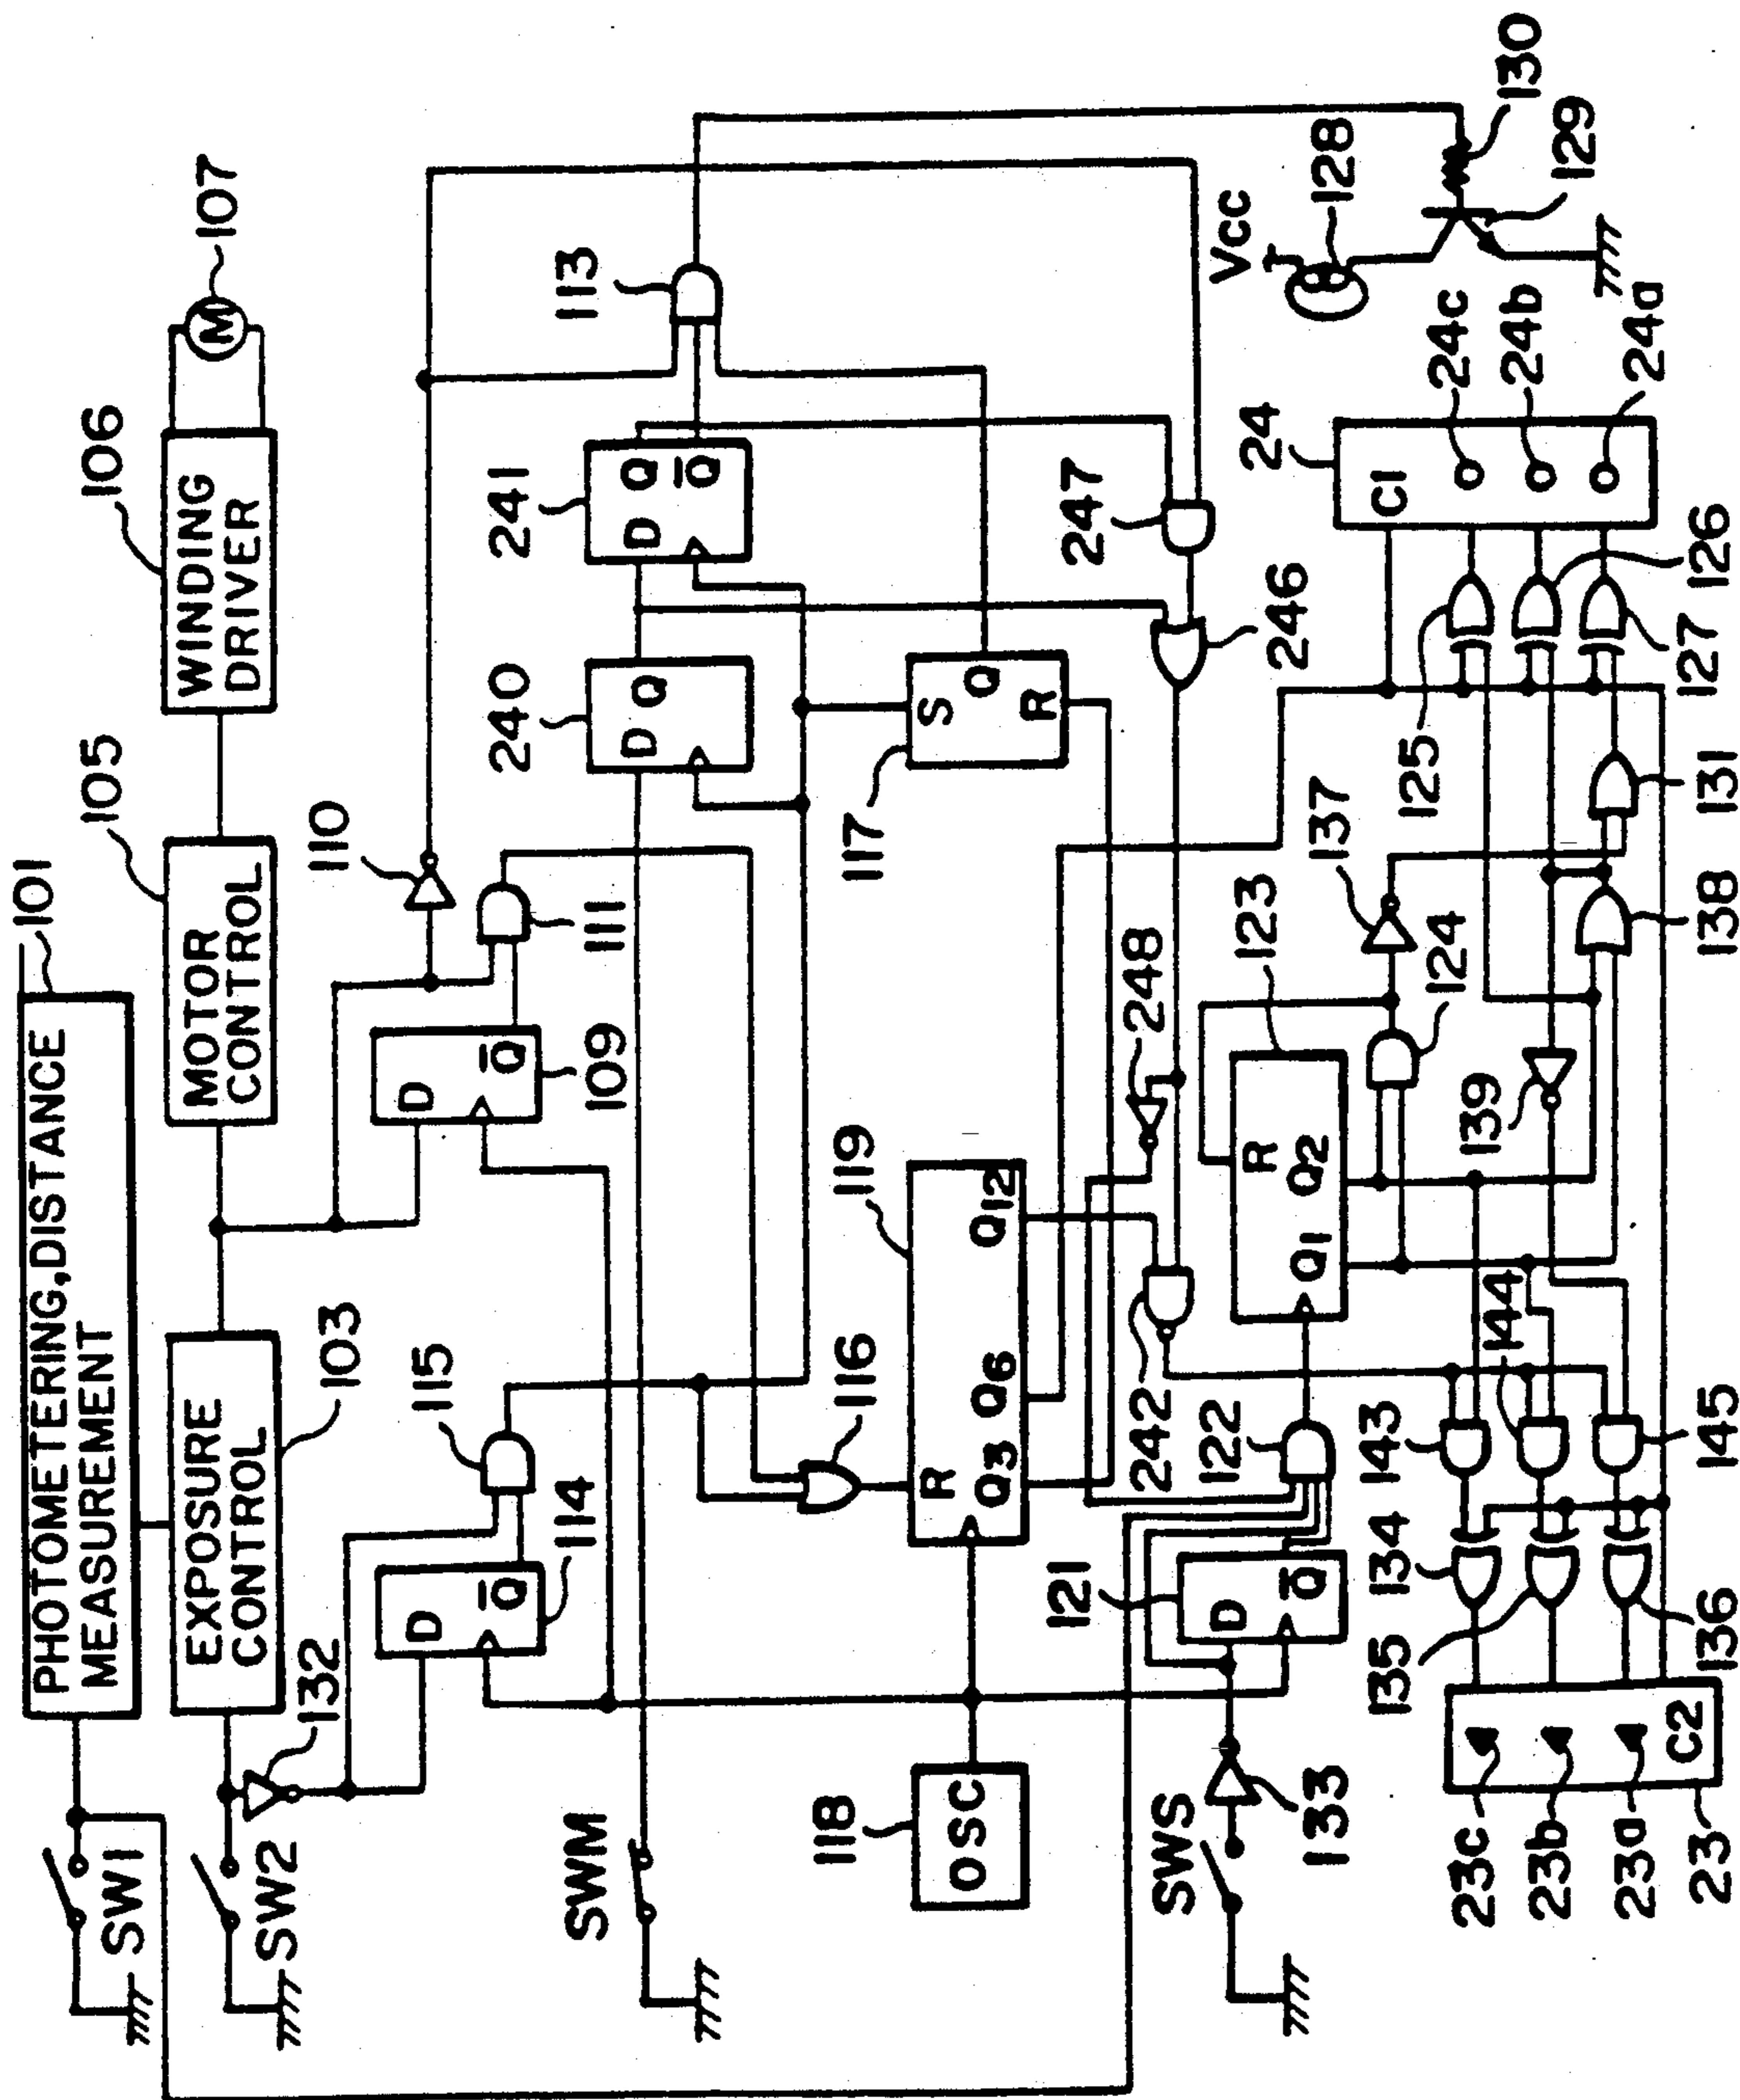 101
PHOTOMETERING,DISTANCE
MEASUREMENT
SW1
106
107
105
WINDING
DRIVER
M
MOTOR
CONTROL
103
EXPOSURE
CONTROL
132
SW2
110
111
113
D
Q̄
109
115
D
Q̄
114
241
D
Q
Q̄
240
D
Q
SWM
116
117
S
Q
R
119
R
Q3
Q6
Q12
118
OSC
247
246
248
242
Vcc
128
130
129
122
121
D
Q̄
SWS
133
123
R
Q1
Q2
137
124
139
138
131
125
126
127
24
C1
24c
24b
24a
143
144
145
134
135
136
23c
23b
23a
C2
23